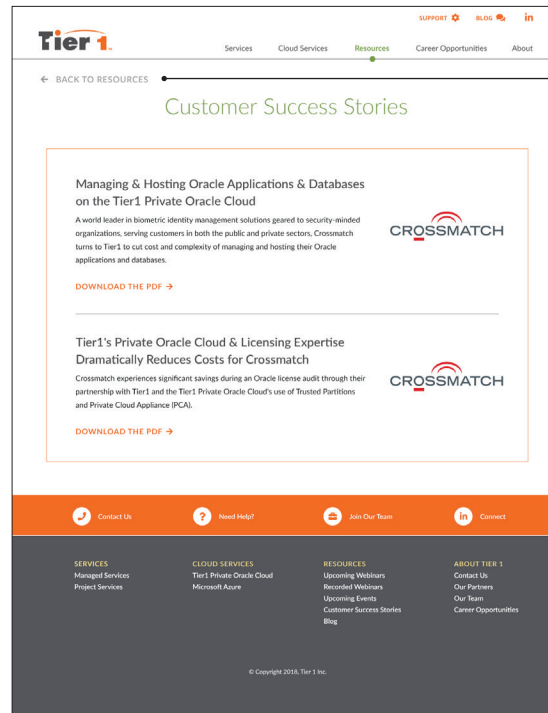 SUPPORT BLOG in
Tier 1
Services Cloud Services Resources Career Opportunities About
← BACK TO RESOURCES
Customer Success Stories
Managing & Hosting Oracle Applications & Databases
on the Tier1 Private Oracle Cloud
A world leader in biometric identity management solutions geared to security-minded
organizations, serving customers in both the public and private sectors, Crossmatch
turns to Tier1 to cut cost and complexity of managing and hosting their Oracle
applications and databases.
CROSSMATCH
DOWNLOAD THE PDF →
Tier1's Private Oracle Cloud & Licensing Expertise
Dramatically Reduces Costs for Crossmatch
Crossmatch experiences significant savings during an Oracle license audit through their
partnership with Tier1 and the Tier1 Private Oracle Cloud's use of Trusted Partitions
and Private Cloud Appliance (PCA).
CROSSMATCH
DOWNLOAD THE PDF →
Contact Us ? Need Help? Join Our Team in Connect
SERVICES
Managed Services
Project Services
CLOUD SERVICES
Tier1 Private Oracle Cloud
Microsoft Azure
RESOURCES
Upcoming Webinars
Recorded Webinars
Upcoming Events
Customer Success Stories
Blog
ABOUT TIER 1
Contact Us
Our Partners
Our Team
Career Opportunities
© Copyright 2018, Tier 1 Inc.